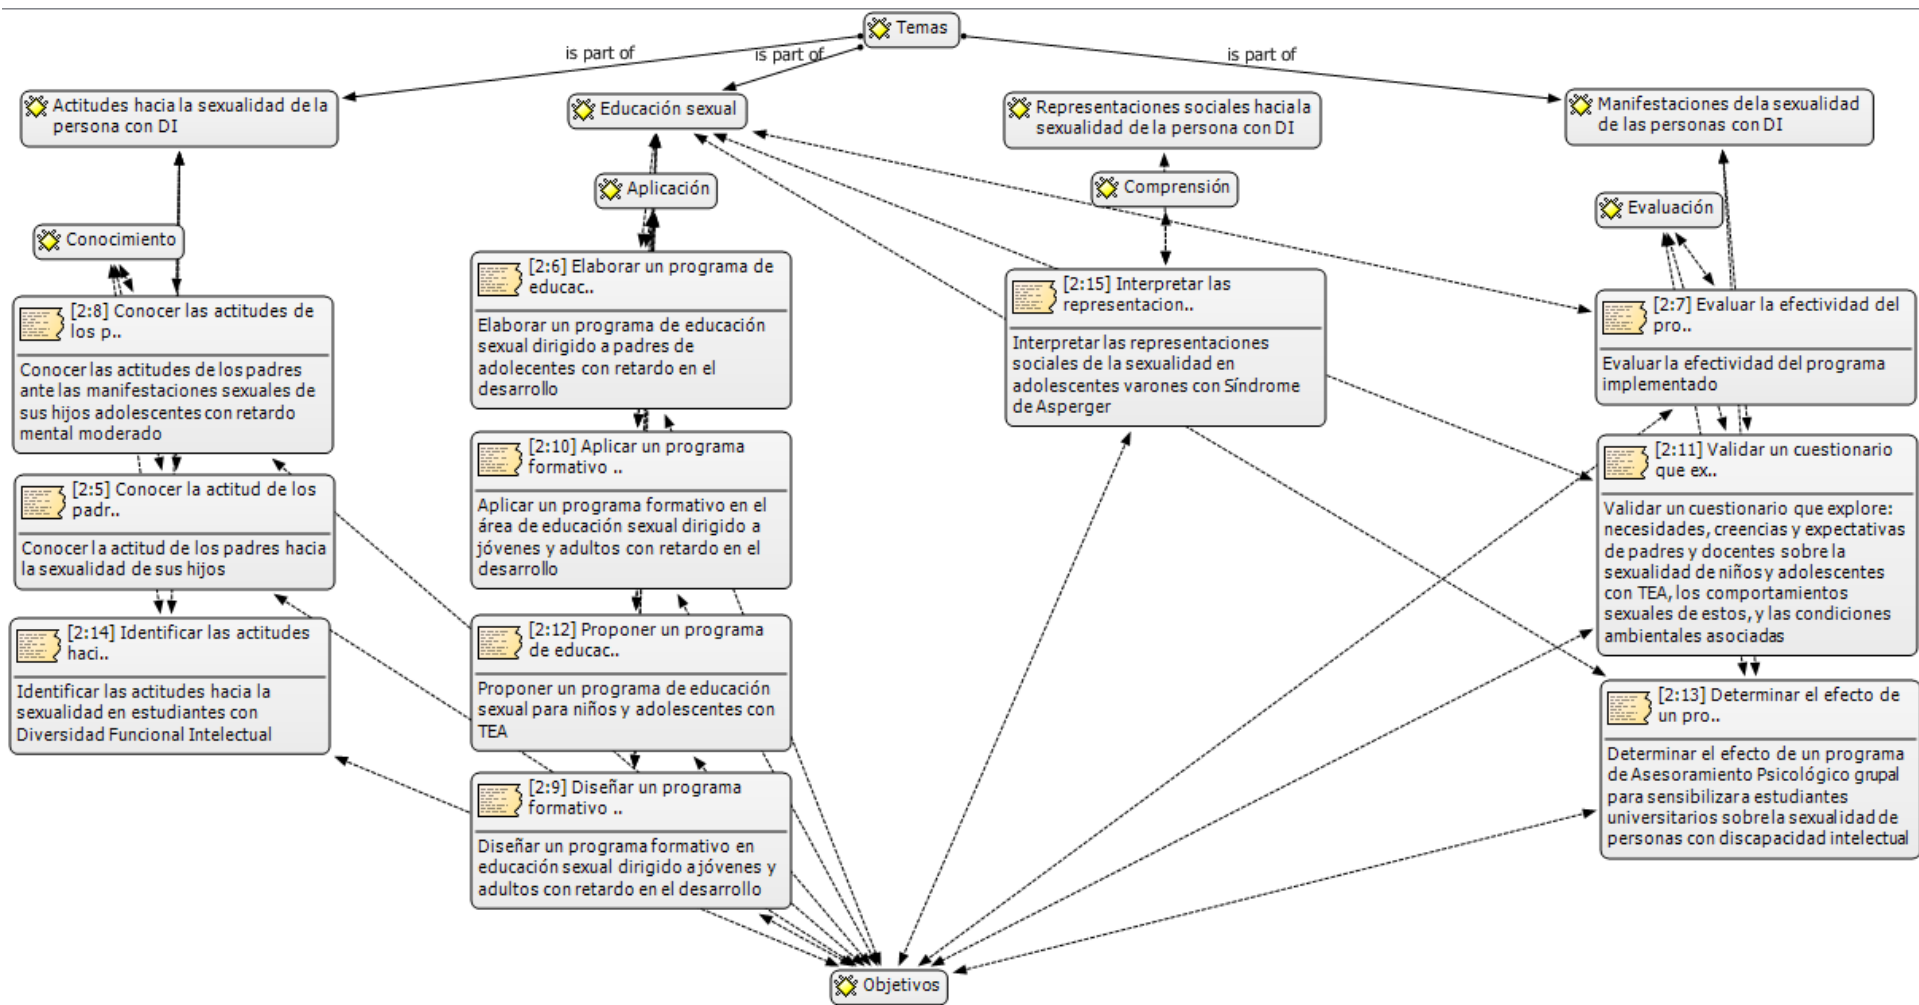 Temas
is part of
is part of
is part of
Actitudes hacia la sexualidad de la
persona con DI
Educación sexual
Representaciones sociales hacia la
sexualidad de la persona con DI
Manifestaciones dela sexualidad
de las personas con DI
Conocimiento
Aplicación
Comprensión
Evaluación
[2:8] Conocer las actitudes de
los p..
Conocer las actitudes de los padres
ante las manifestaciones sexuales de
sus hijos adolescentes con retardo
mental moderado
[2:5] Conocer la actitud de los
padr..
Conocer la actitud de los padres hacia
la sexualidad de sus hijos
[2:14] Identificar las actitudes
haci..
Identificar las actitudes hacia la
sexualidad en estudiantes con
Diversidad Funcional Intelectual
[2:6] Elaborar un programa de
educac..
Elaborar un programa de educación
sexual dirigido a padres de
adolecentes con retardo en el
desarrollo
[2:10] Aplicar un programa
formativo ..
Aplicar un programa formativo en el
área de educación sexual dirigido a
jóvenes y adultos con retardo en el
desarrollo
[2:12] Proponer un programa
de educac..
Proponer un programa de educación
sexual para niños y adolescentes con
TEA
[2:9] Diseñar un programa
formativo ..
Diseñar un programa formativo en
educación sexual dirigido a jóvenes y
adultos con retardo en el desarrollo
[2:15] Interpretar las
representacion..
Interpretar las representaciones
sociales de la sexualidad en
adolescentes varones con Síndrome
de Asperger
[2:7] Evaluar la efectividad del
pro..
Evaluar la efectividad del programa
implementado
[2:11] Validar un cuestionario
que ex..
Validar un cuestionario que explore:
necesidades, creencias y expectativas
de padres y docentes sobre la
sexualidad de niños y adolescentes
con TEA, los comportamientos
sexuales de estos, y las condiciones
ambientales asociadas
[2:13] Determinar el efecto de
un pro..
Determinar el efecto de un programa
de Asesoramiento Psicológico grupal
para sensibilizar a estudiantes
universitarios sobre la sexualidad de
personas con discapacidad intelectual
Objetivos